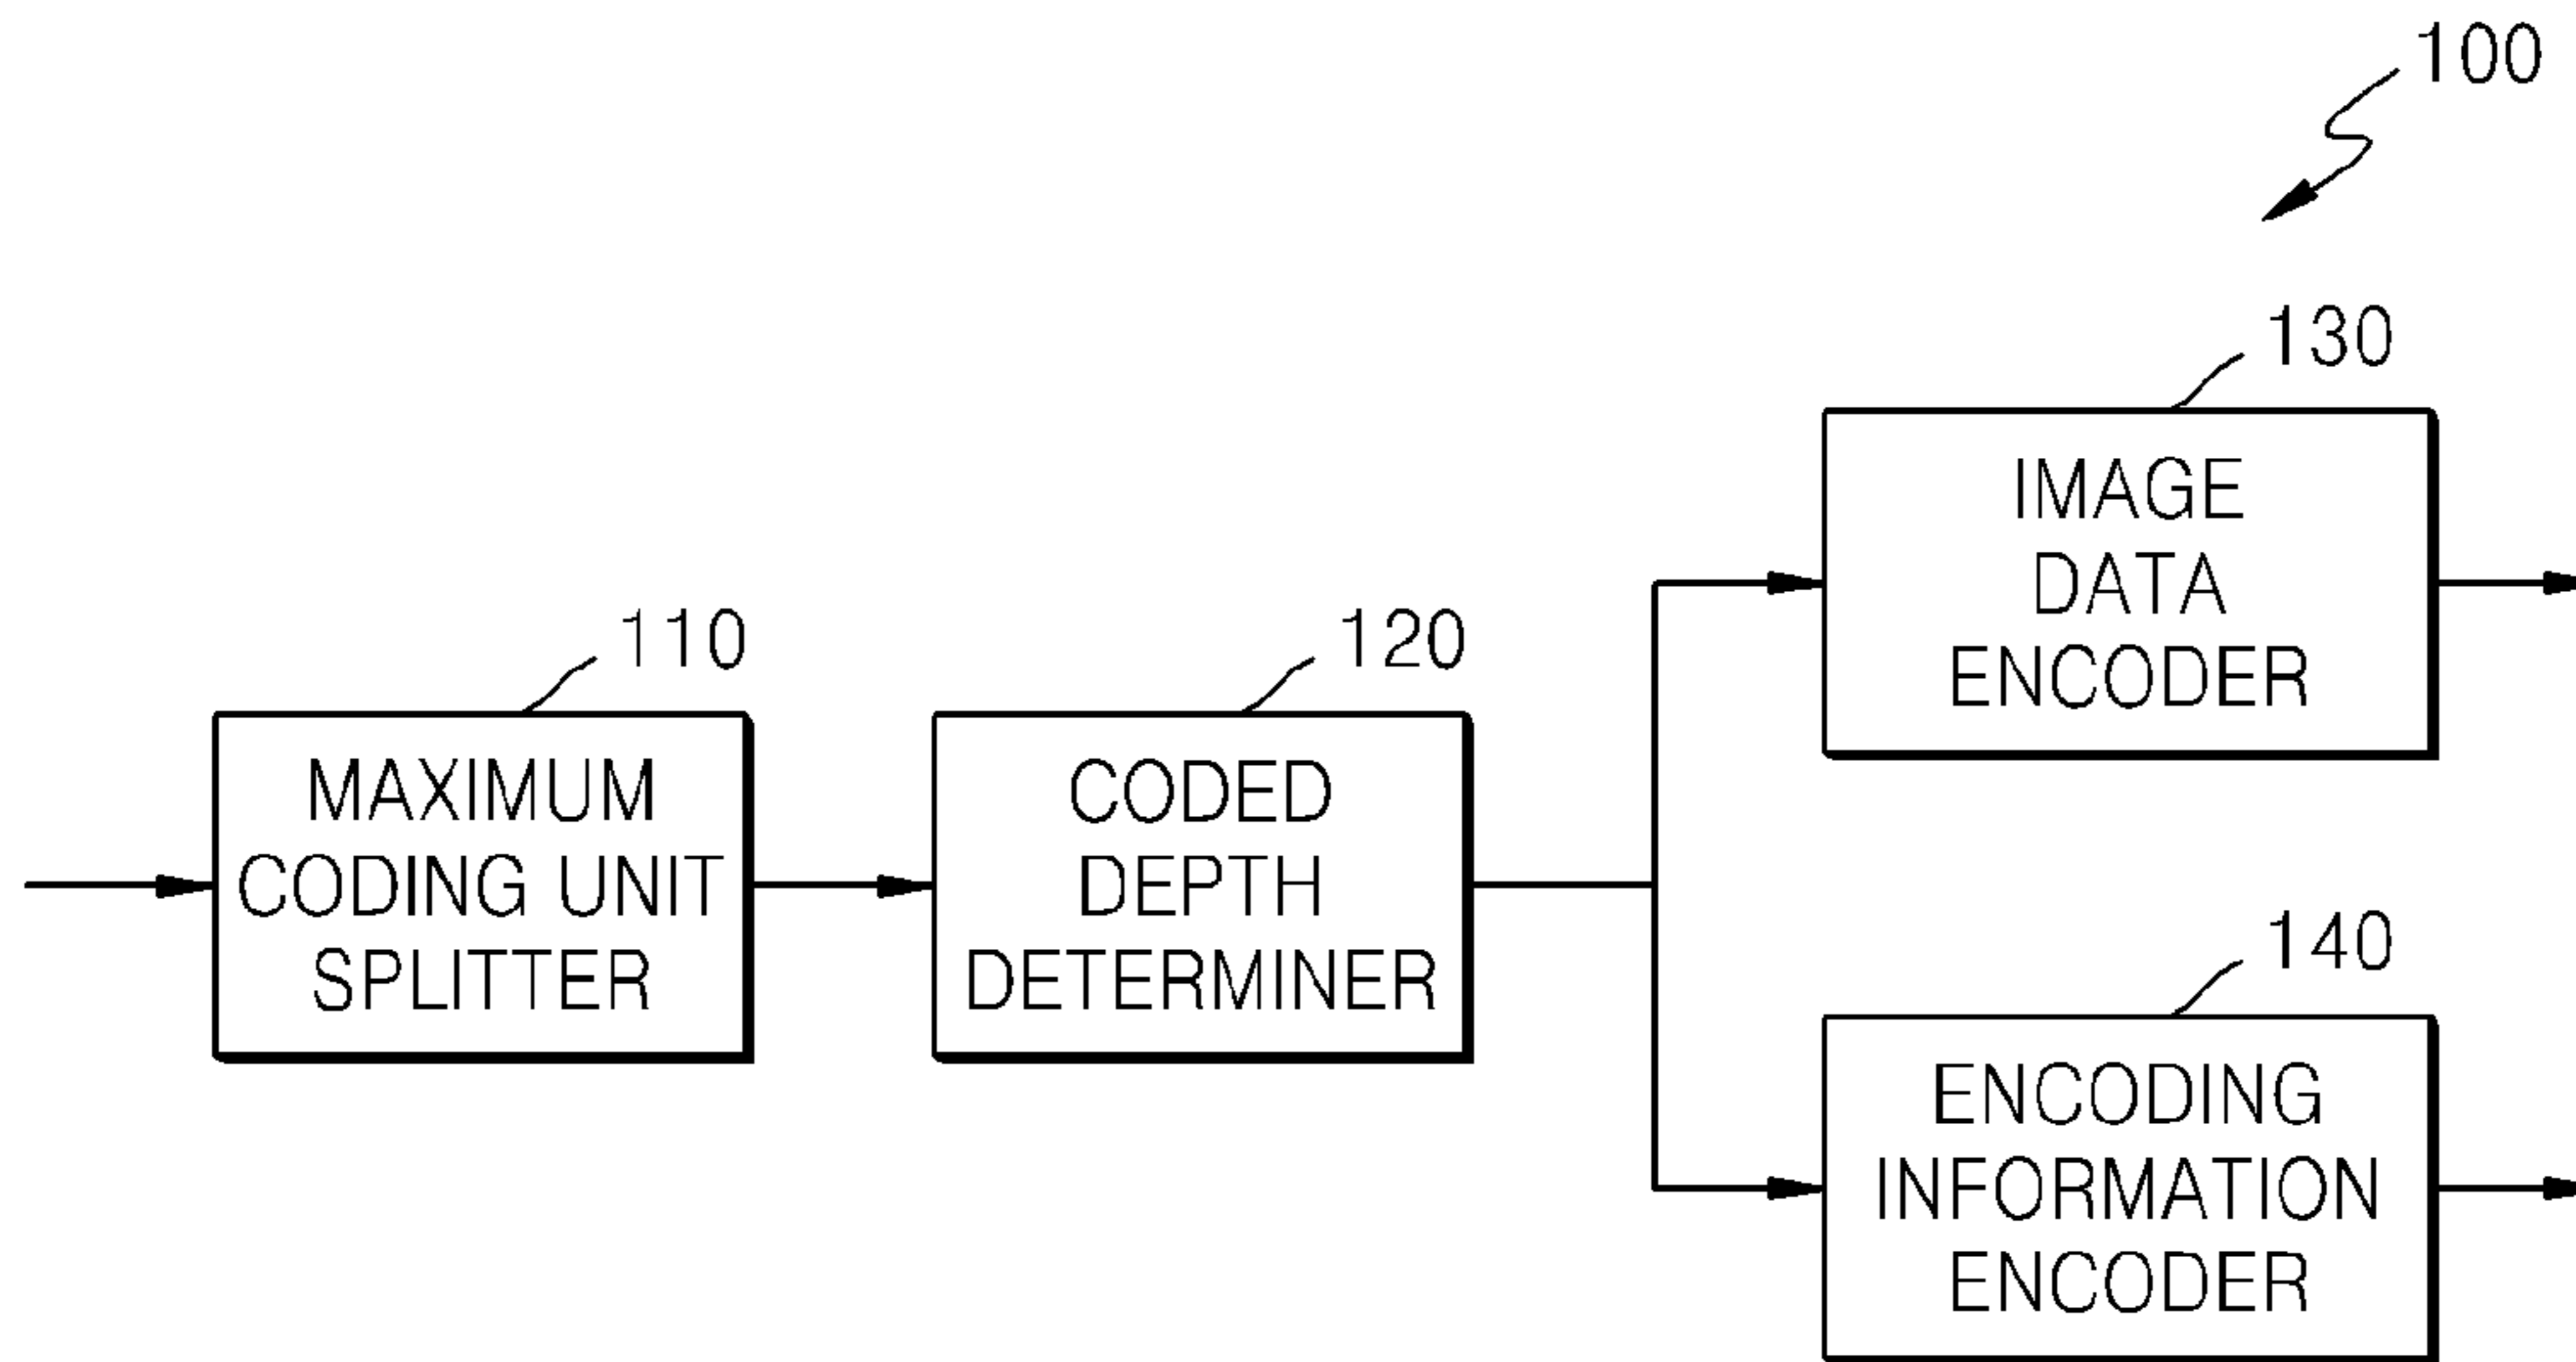 100
110
MAXIMUM
CODING UNIT
SPLITTER
120
CODED
DEPTH
DETERMINER
130
IMAGE
DATA
ENCODER
140
ENCODING
INFORMATION
ENCODER